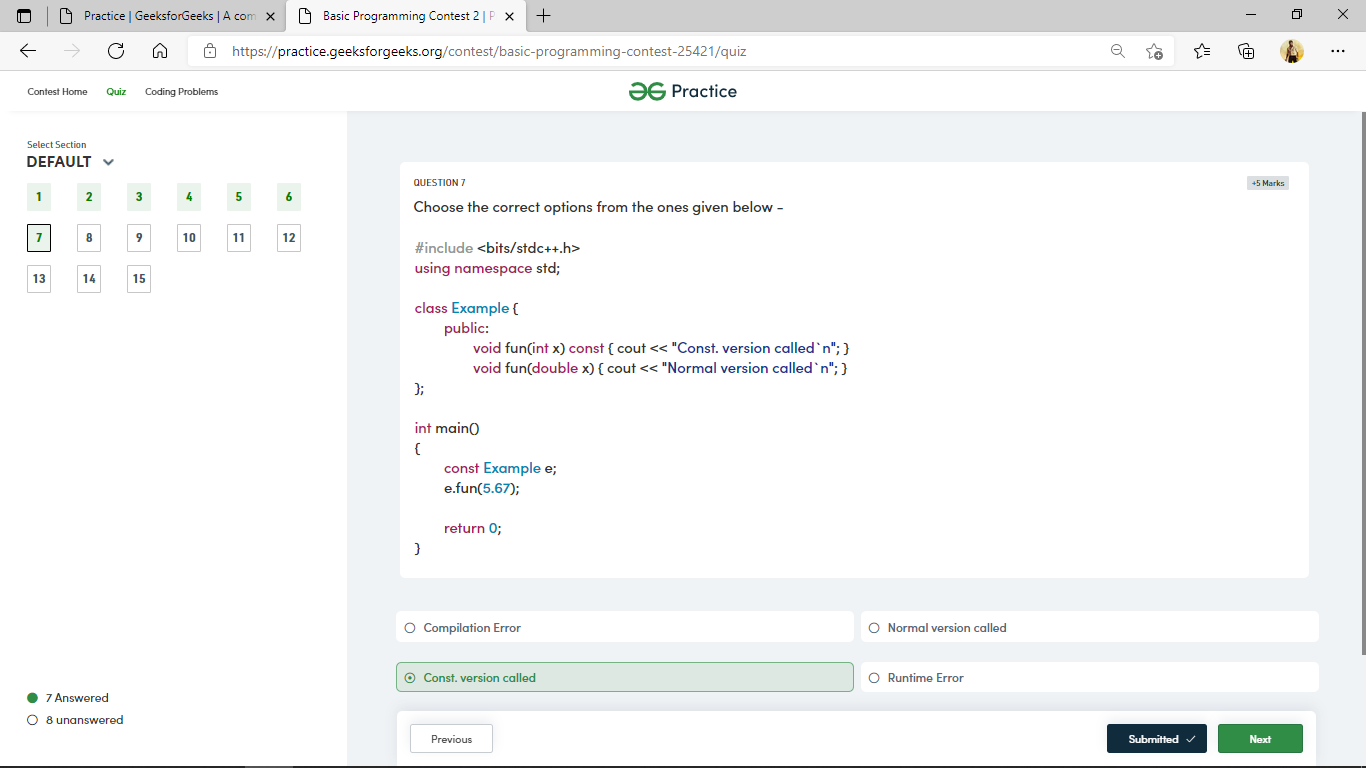 Practice | GeeksforGeeks | A com
Basic Programming Contest 2 | P
https://practice.geeksforgeeks.org/contest/basic-programming-contest-25421/quiz
Contest Home Quiz Coding Problems
Practice
Select Section
DEFAULT
1 2 3 4 5 6
7 8 9 10 11 12
13 14 15
7 Answered
8 unanswered
QUESTION 7
+5 Marks
Choose the correct options from the ones given below -
#include <bits/stdc++.h>
using namespace std;
class Example {
public:
void fun(int x) const { cout << "Const. version called`n"; }
void fun(double x) { cout << "Normal version called`n"; }
};
int main()
{
const Example e;
e.fun(5.67);
return 0;
}
Compilation Error
Normal version called
Const. version called
Runtime Error
Previous
Submitted
Next